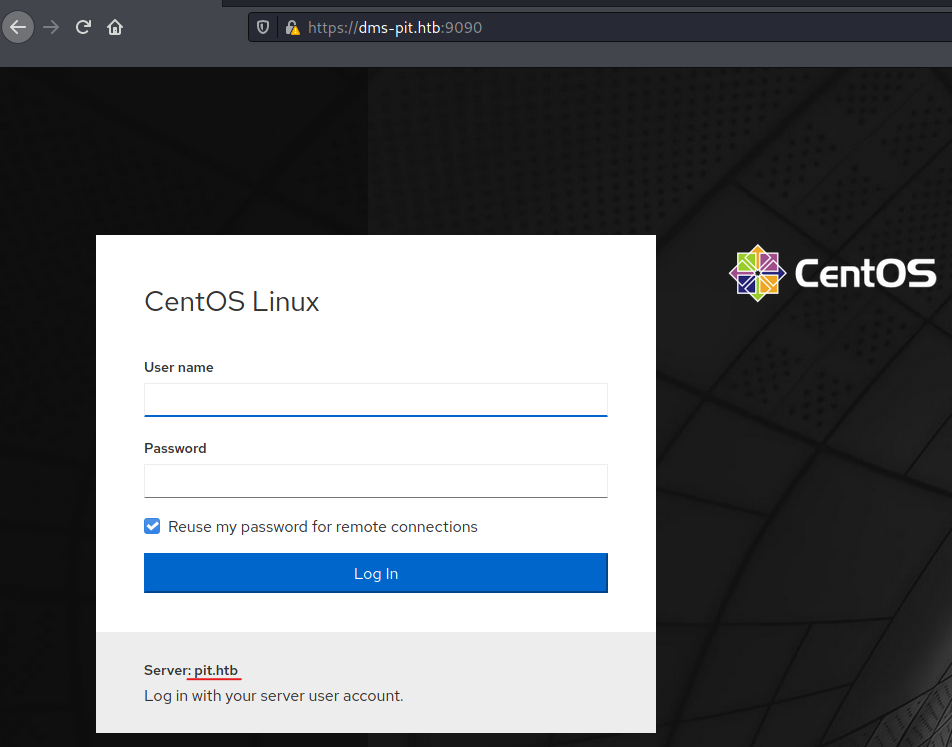 https://dms-pit.htb:9090
CentOS
CentOS Linux
User name
Password
Reuse my password for remote connections
Log In
Server: pit.htb
Log in with your server user account.